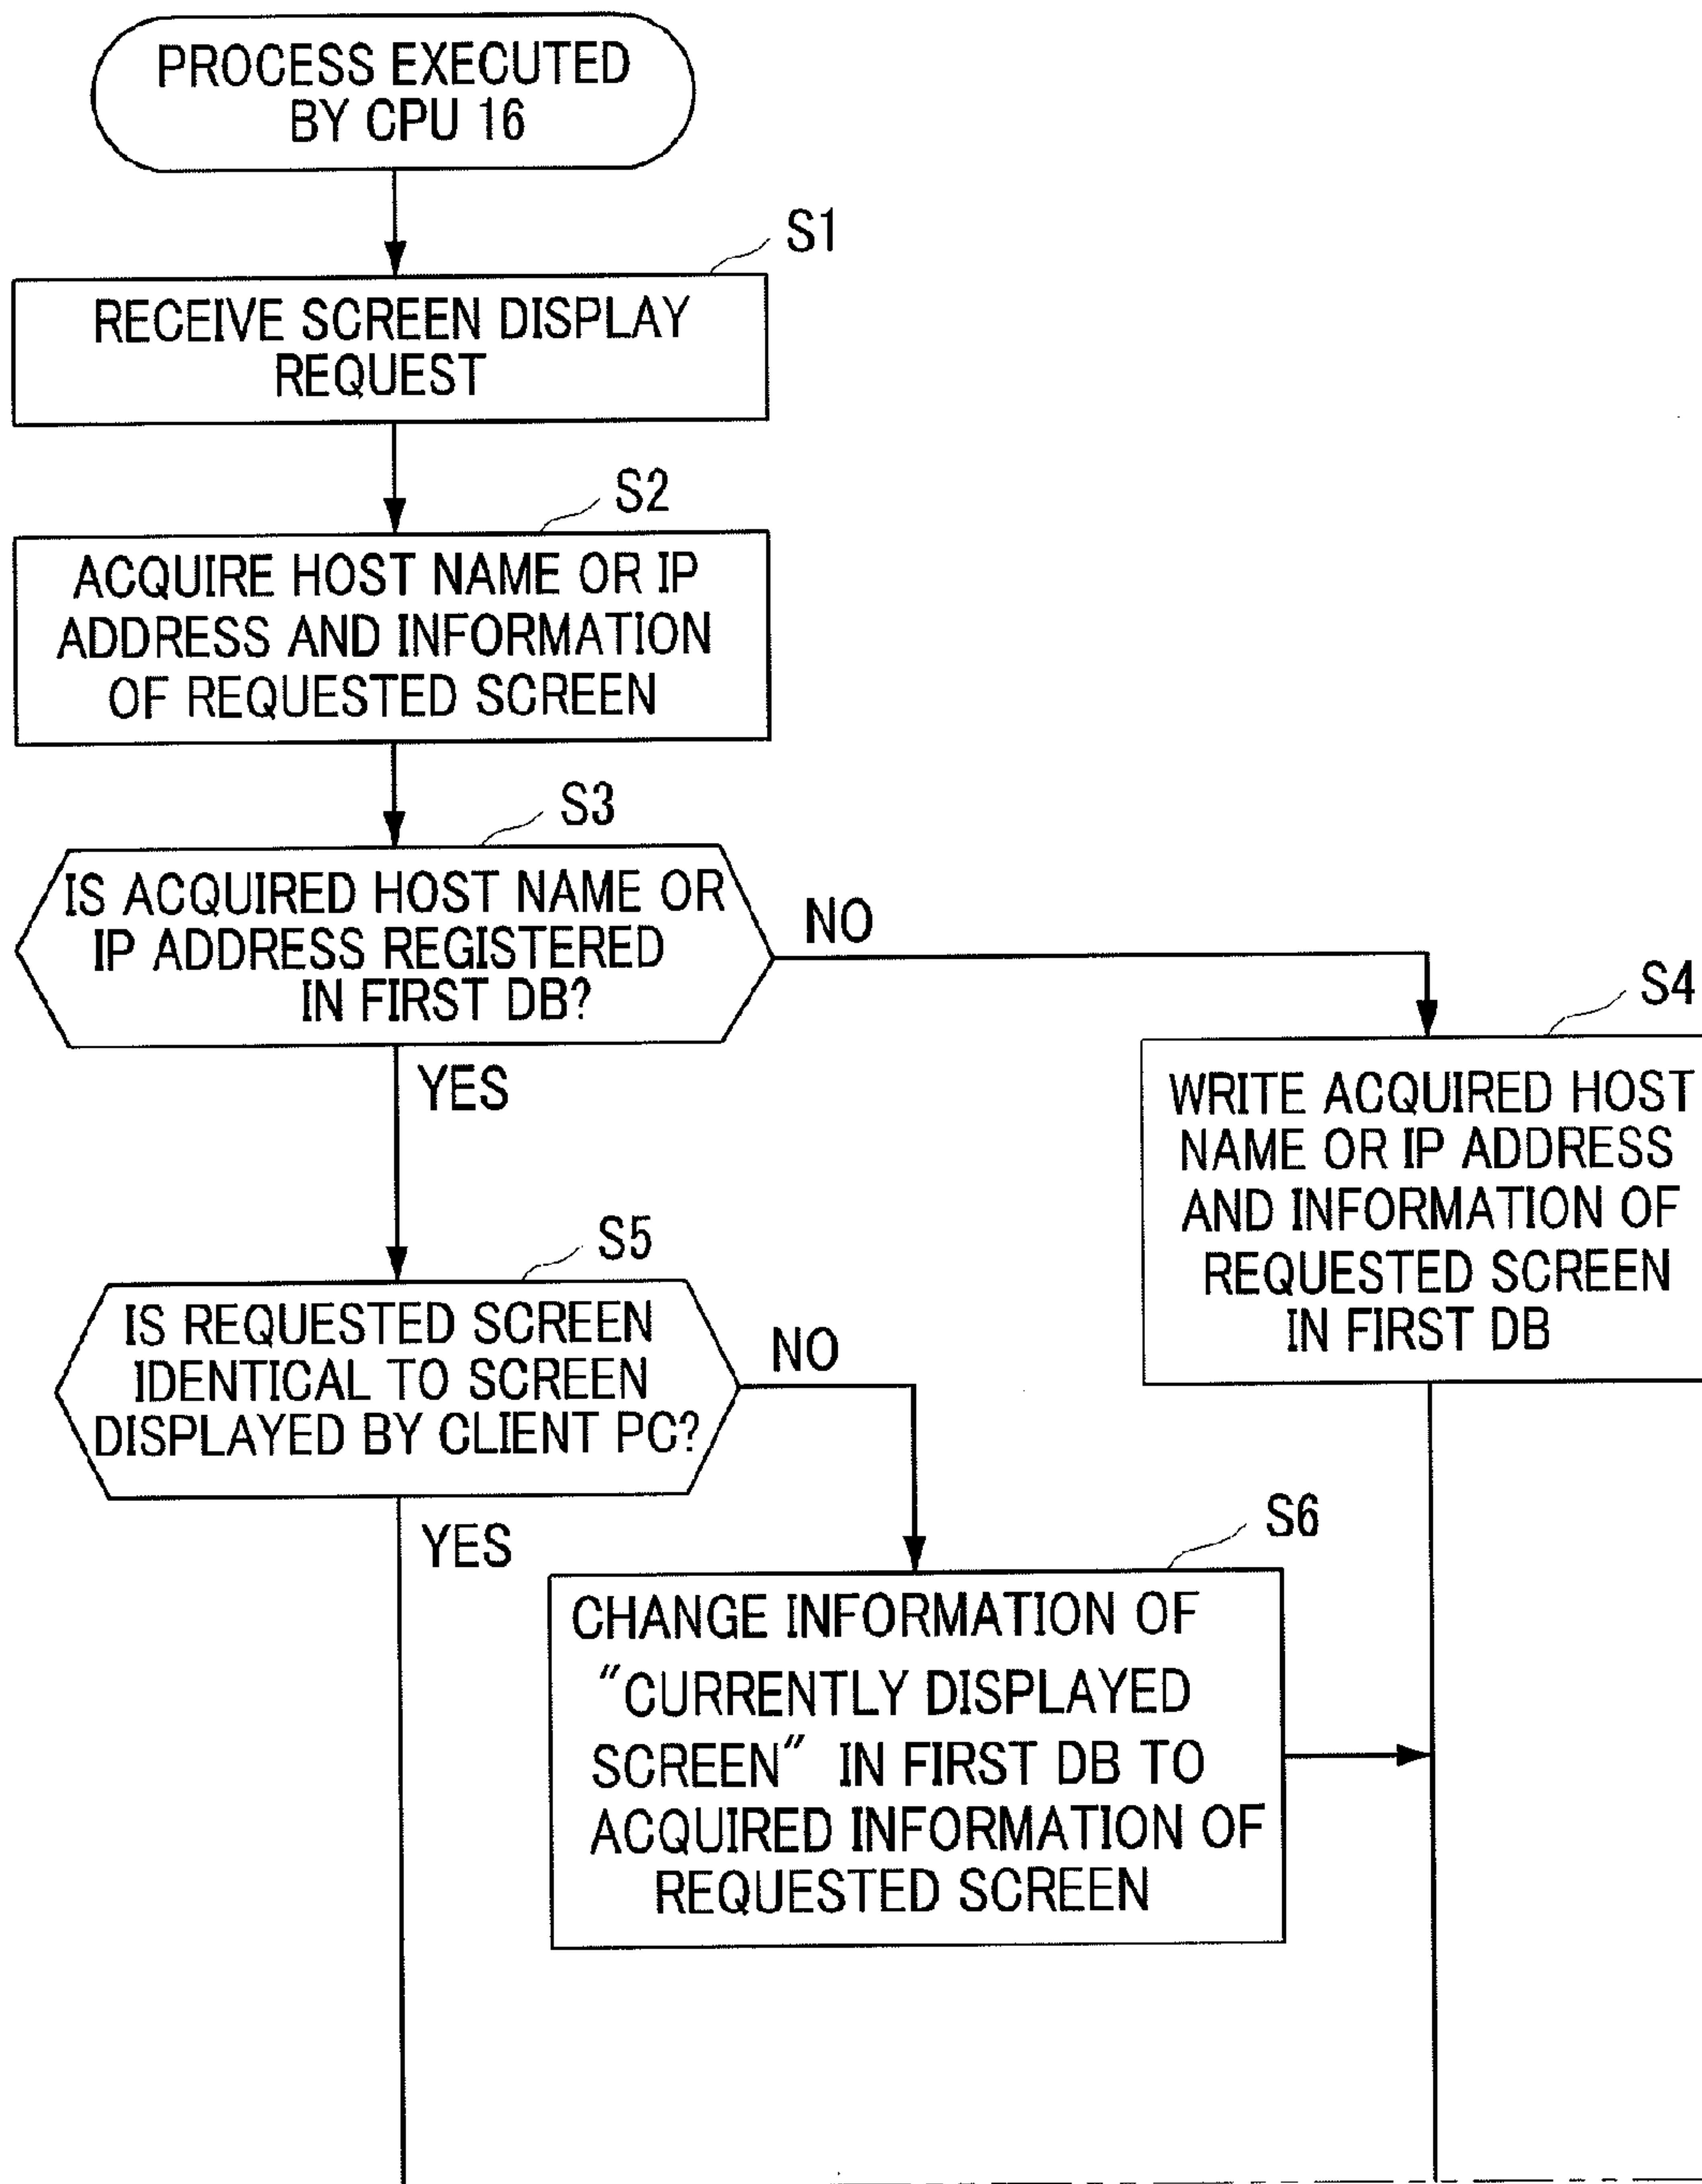 PROCESS EXECUTED
BY CPU 16
S1
RECEIVE SCREEN DISPLAY
REQUEST
S2
ACQUIRE HOST NAME OR IP
ADDRESS AND INFORMATION
OF REQUESTED SCREEN
S3
IS ACQUIRED HOST NAME OR
IP ADDRESS REGISTERED
IN FIRST DB?
NO
YES
S4
WRITE ACQUIRED HOST
NAME OR IP ADDRESS
AND INFORMATION OF
REQUESTED SCREEN
IN FIRST DB
S5
IS REQUESTED SCREEN
IDENTICAL TO SCREEN
DISPLAYED BY CLIENT PC?
NO
YES
S6
CHANGE INFORMATION OF
"CURRENTLY DISPLAYED
SCREEN" IN FIRST DB TO
ACQUIRED INFORMATION OF
REQUESTED SCREEN